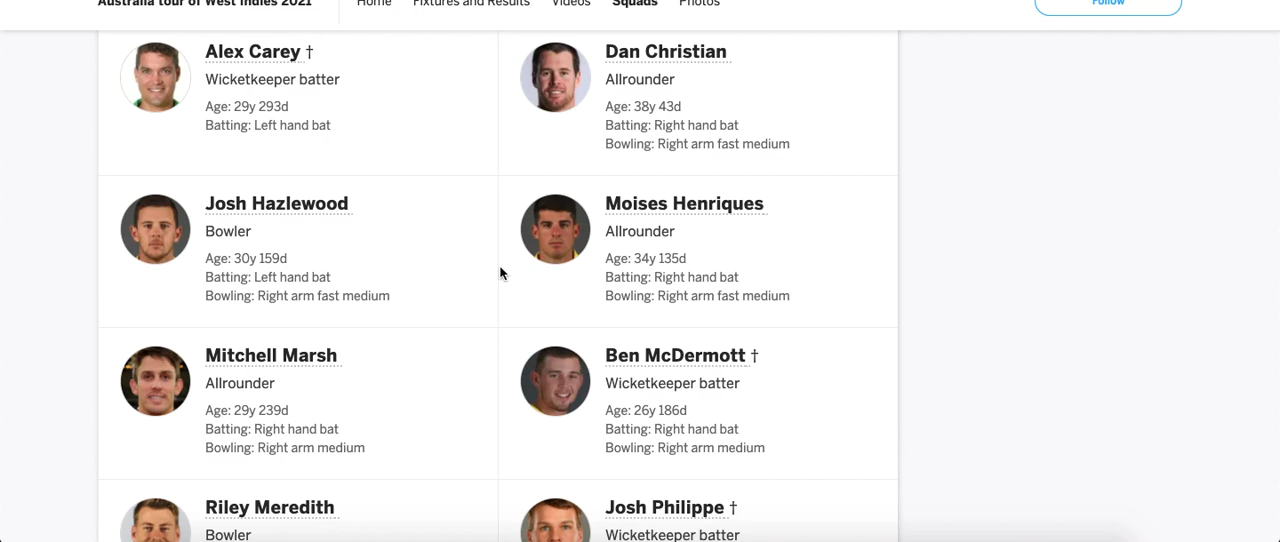 Australia tour of West Indies 2021 Home Fixtures and Results Videos Squads Photos Follow
Alex Carey †
Wicketkeeper batter
Age: 29y 293d
Batting: Left hand bat
Dan Christian
Allrounder
Age: 38y 43d
Batting: Right hand bat
Bowling: Right arm fast medium
Josh Hazlewood
Bowler
Age: 30y 159d
Batting: Left hand bat
Bowling: Right arm fast medium
Moises Henriques
Allrounder
Age: 34y 135d
Batting: Right hand bat
Bowling: Right arm fast medium
Mitchell Marsh
Allrounder
Age: 29y 239d
Batting: Right hand bat
Bowling: Right arm medium
Ben McDermott †
Wicketkeeper batter
Age: 26y 186d
Batting: Right hand bat
Bowling: Right arm medium
Riley Meredith
Bowler
Josh Philippe †
Wicketkeeper batter